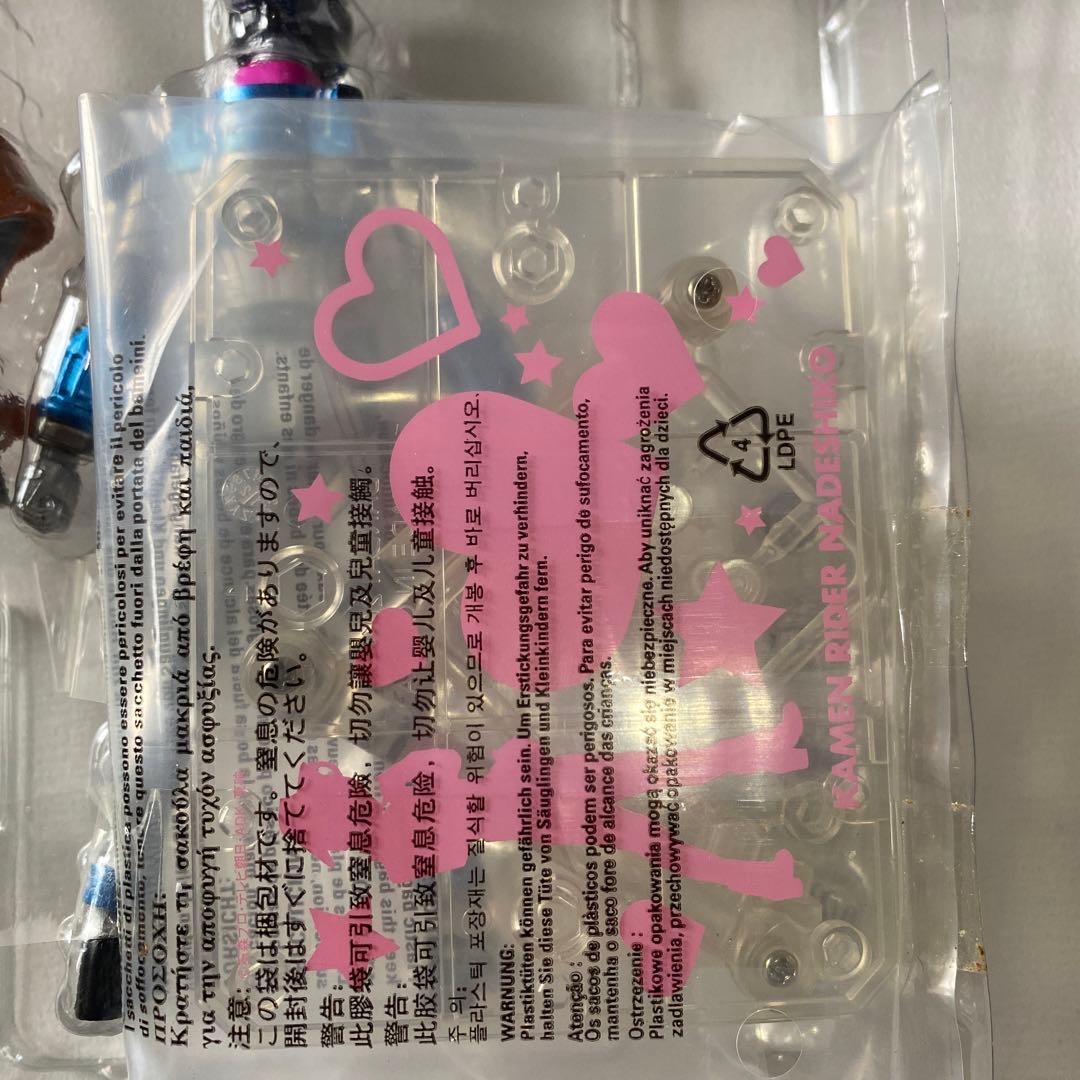 I sacchetti di plastica possono essere pericolosi per evitare il pericolo
di soffocamento, tenere questo sacchetto fuori dalla portata del bambini.
ΠΡΟΣΟΧΗ:
Κρατήστε τη σακούλα μακριά από βρέφη και παιδιά,
για την αποφυγή τυχόν ασφυξίας.
注意:
この袋は梱包材です。窒息の危険がありますので、
開封後はすぐに捨ててください。
警告:
此膠袋可引致窒息危險, 切勿讓嬰兒及兒童接觸。
警告:
此胶袋可引致窒息危险, 切勿让婴儿及儿童接触。
주 의:
플라스틱 포장재는 질식할 위험이 있으므로 개봉 후 바로 버리십시오.
WARNUNG:
Plastiktüten können gefährlich sein. Um Erstickungsgefahr zu verhindern,
halten Sie diese Tüte von Säuglingen und Kleinkindern fern.
Atenção:
Os sacos de plàsticos podem ser perigosos. Para evitar perigo de sufocamento,
mantenha o saco fore de alcance das crianças.
Ostrzezenie :
Plastikowe opakowania mogą okazać się niebezpieczne. Aby uniknać zagrożenia
zadławienia, przechowywać opakowanie w miejscach niedostępnych dla dzieci.
4
LDPE
KAMEN RIDER NADESHIKO